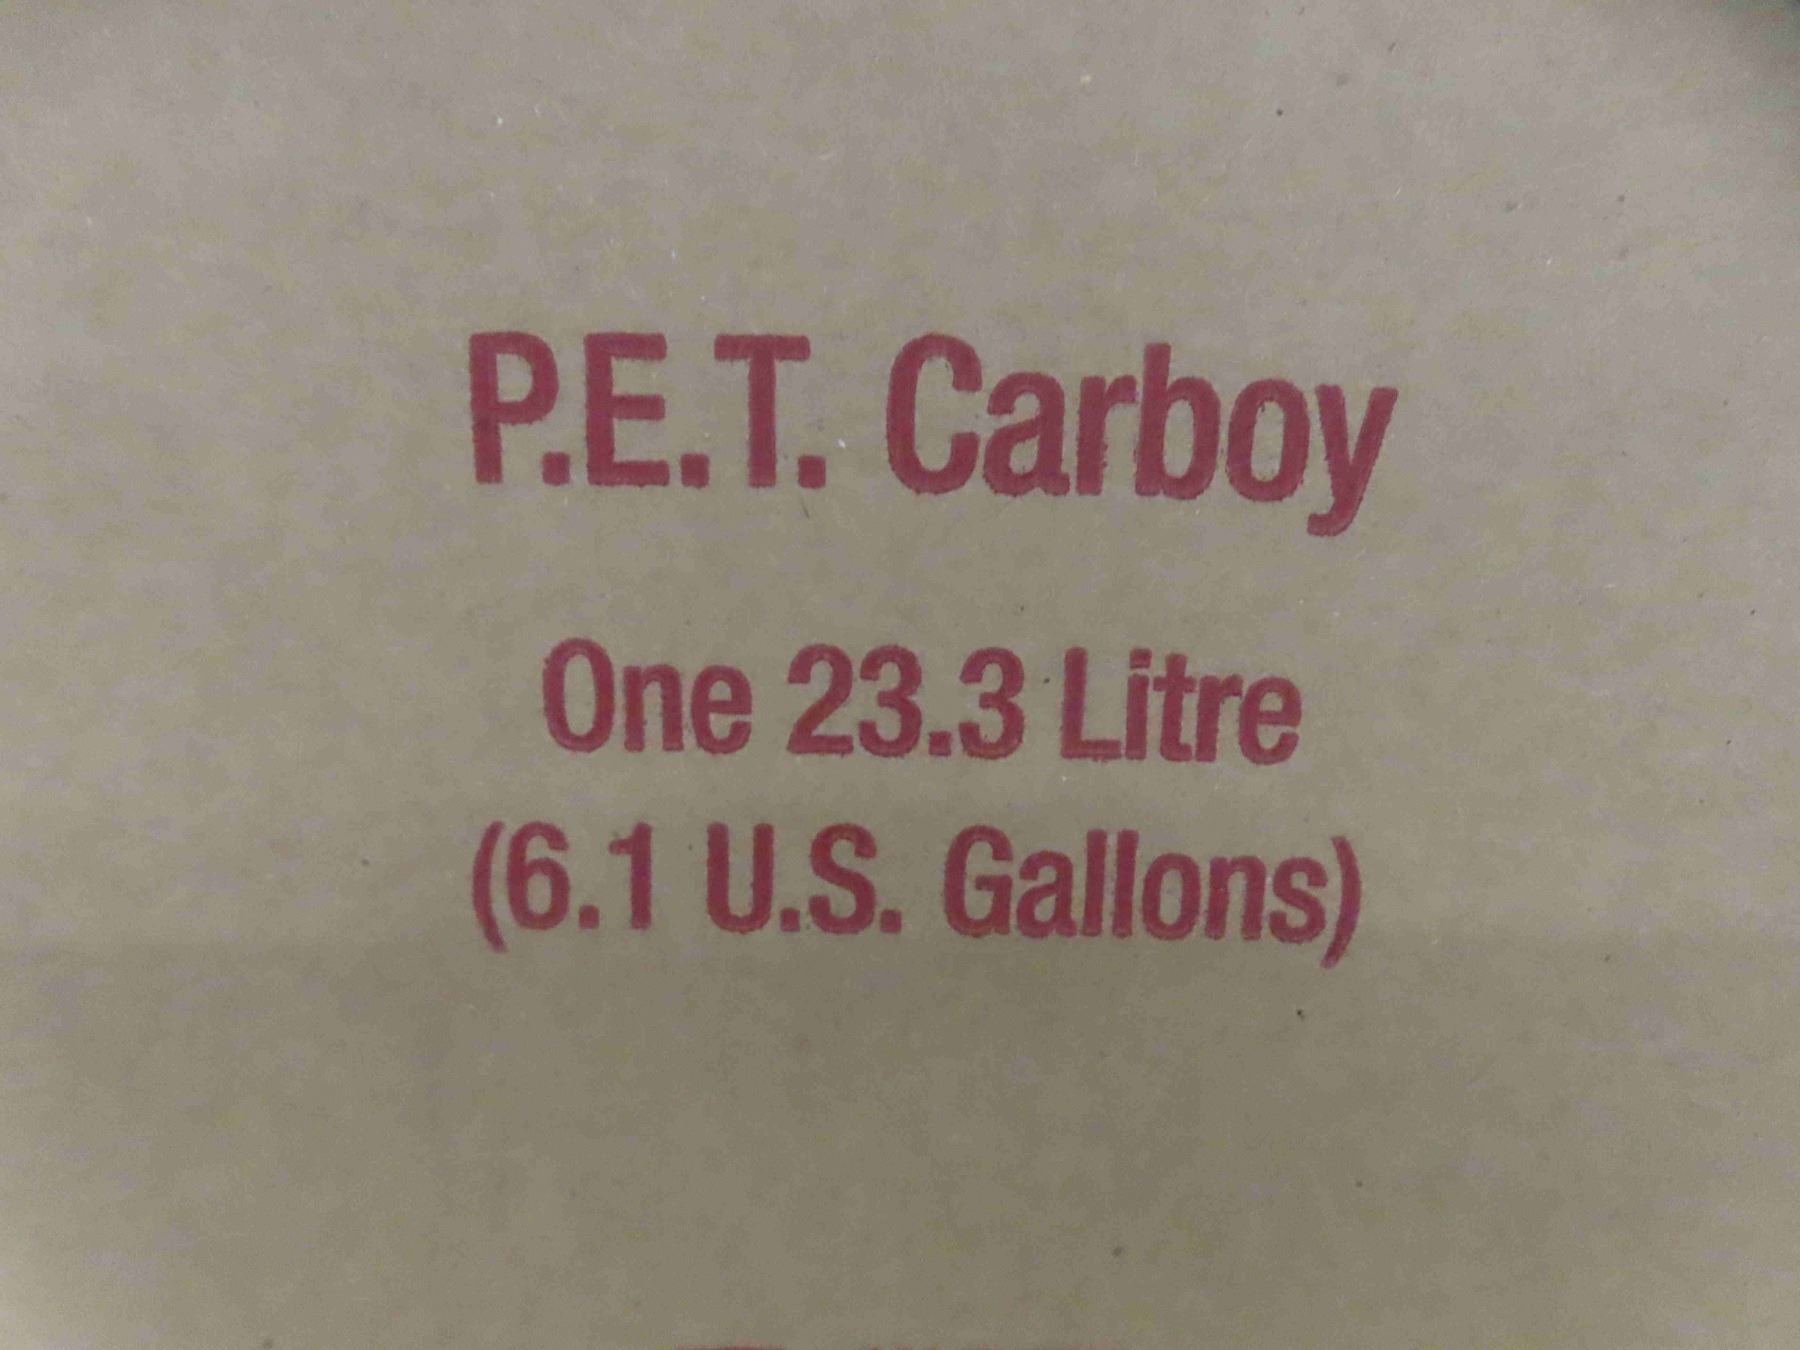 P.E.T. Carboy
One 23.3 Litre
(6.1 U.S. Gallons)